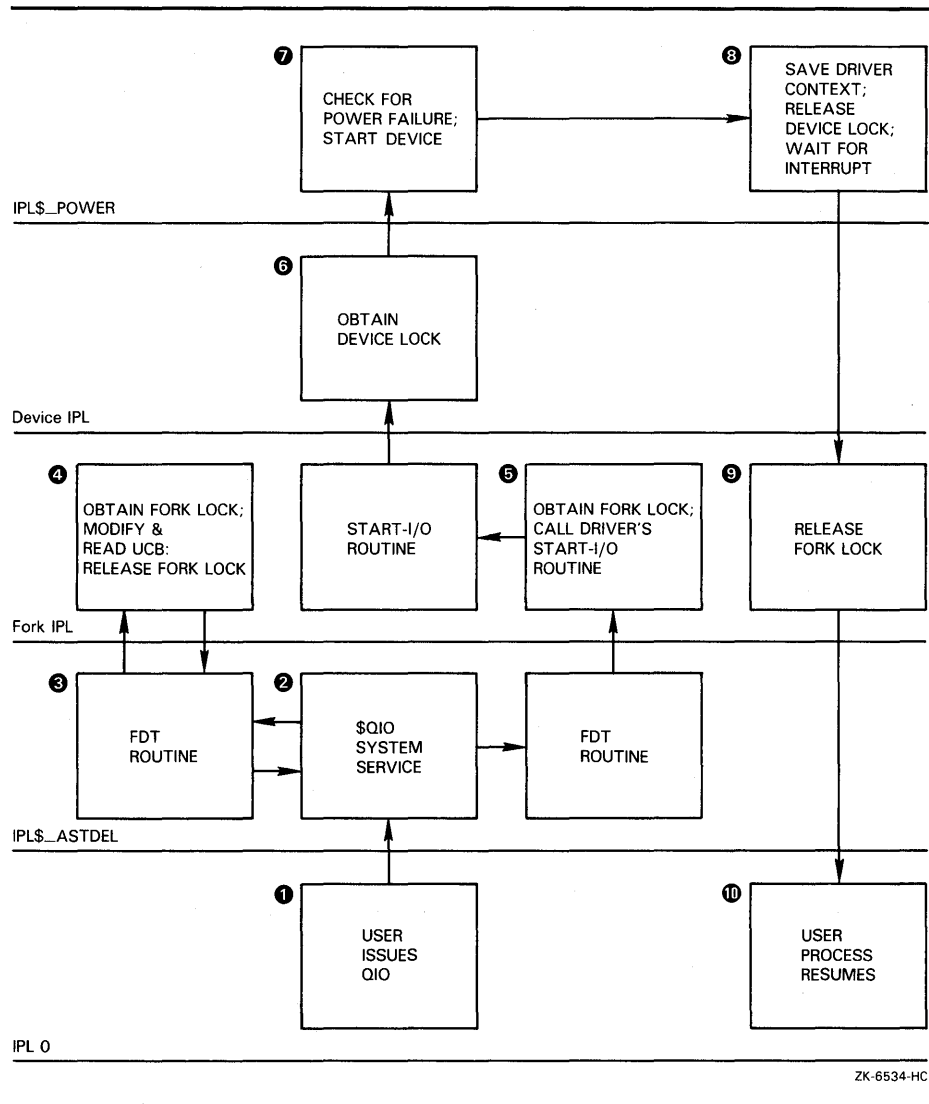 ❼
CHECK FOR
POWER FAILURE;
START DEVICE
❽
SAVE DRIVER
CONTEXT;
RELEASE
DEVICE LOCK;
WAIT FOR
INTERRUPT
IPL$_POWER
❻
OBTAIN
DEVICE LOCK
Device IPL
❹
OBTAIN FORK LOCK;
MODIFY &
READ UCB:
RELEASE FORK LOCK
START-I/O
ROUTINE
❺
OBTAIN FORK LOCK;
CALL DRIVER'S
START-I/O
ROUTINE
❾
RELEASE
FORK LOCK
Fork IPL
❸
FDT
ROUTINE
❷
$QIO
SYSTEM
SERVICE
FDT
ROUTINE
IPL$_ASTDEL
❶
USER
ISSUES
QIO
❿
USER
PROCESS
RESUMES
IPL 0
ZK-6534-HC